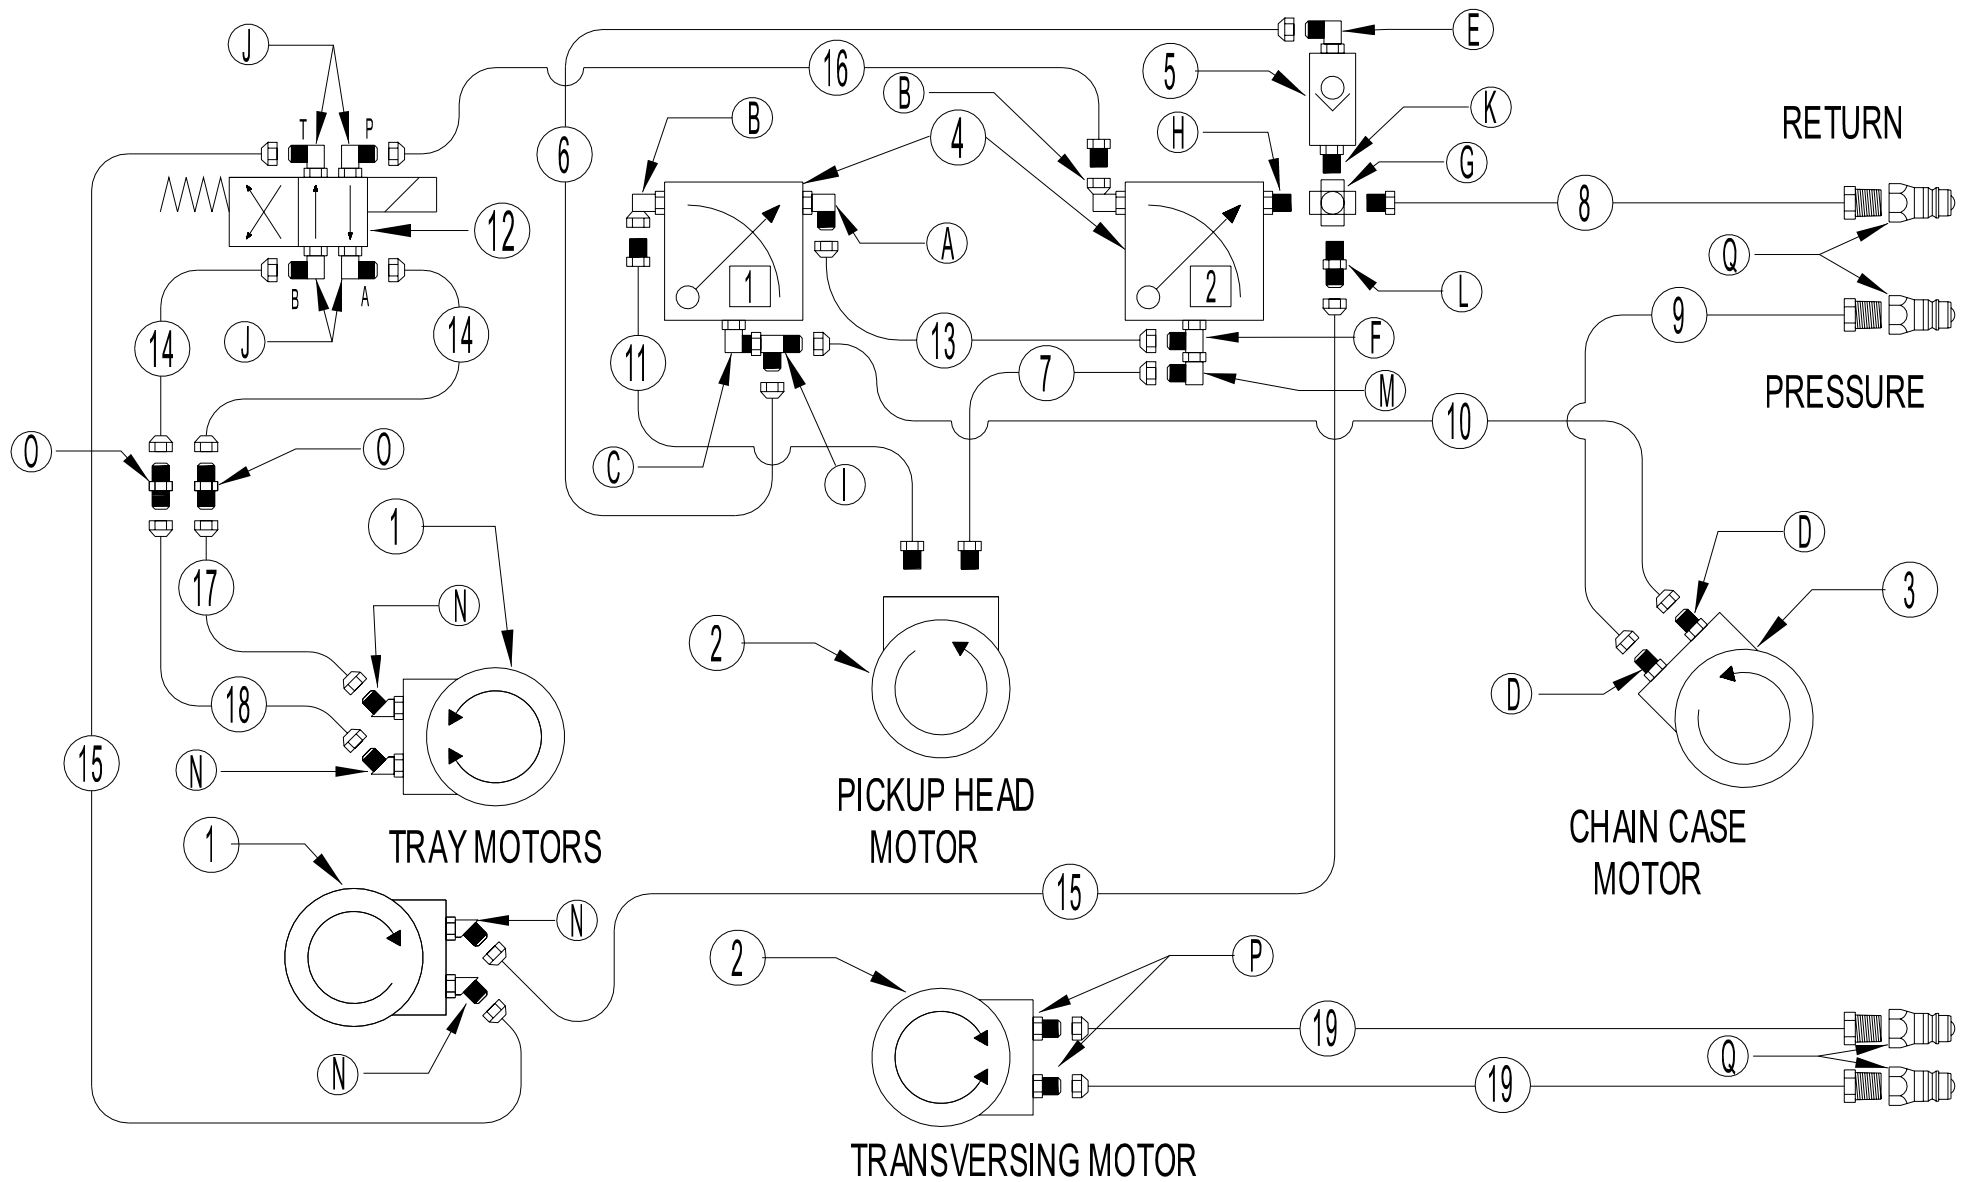 J
E
16
5
B
B
T
P
4
K
RETURN
H
6
G
8
12
1
A
2
Q
L
9
B
A
14
J
14
13
F
11
7
M
PRESSURE
10
O
O
C
I
1
D
17
N
3
2
18
D
15
N
PICKUP HEAD
MOTOR
CHAIN CASE
MOTOR
1
TRAY MOTORS
15
N
2
P
19
Q
N
19
TRANSVERSING MOTOR